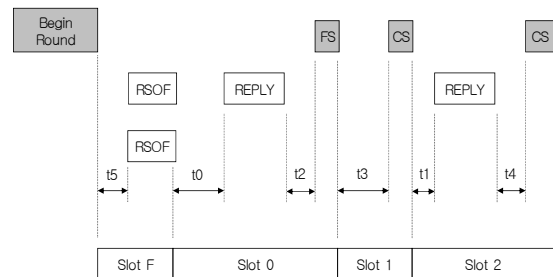 Begin
Round
FS
CS
CS
RSOF
REPLY
REPLY
RSOF
t5
t0
t2
t3
t1
t4
Slot F
Slot 0
Slot 1
Slot 2